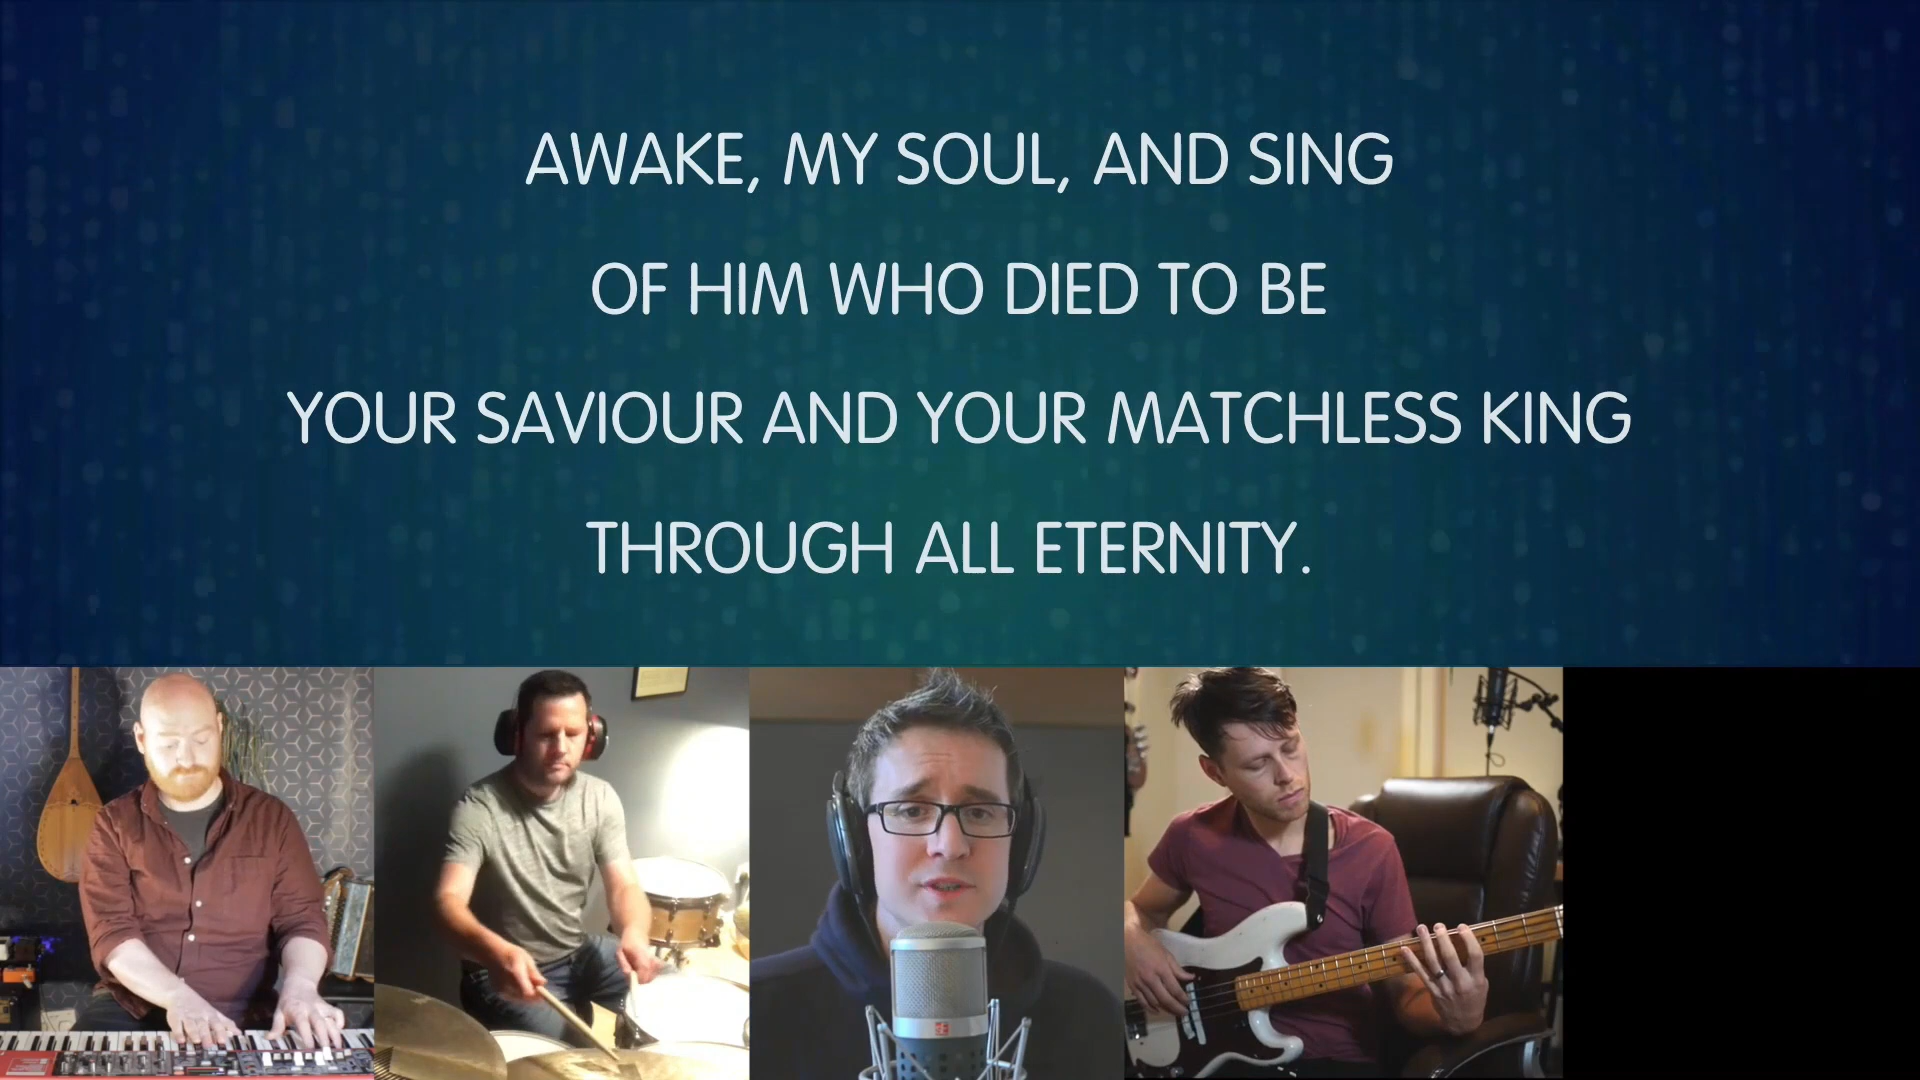 AWAKE, MY SOUL, AND SING
OF HIM WHO DIED TO BE
YOUR SAVIOUR AND YOUR MATCHLESS KING
THROUGH ALL ETERNITY.